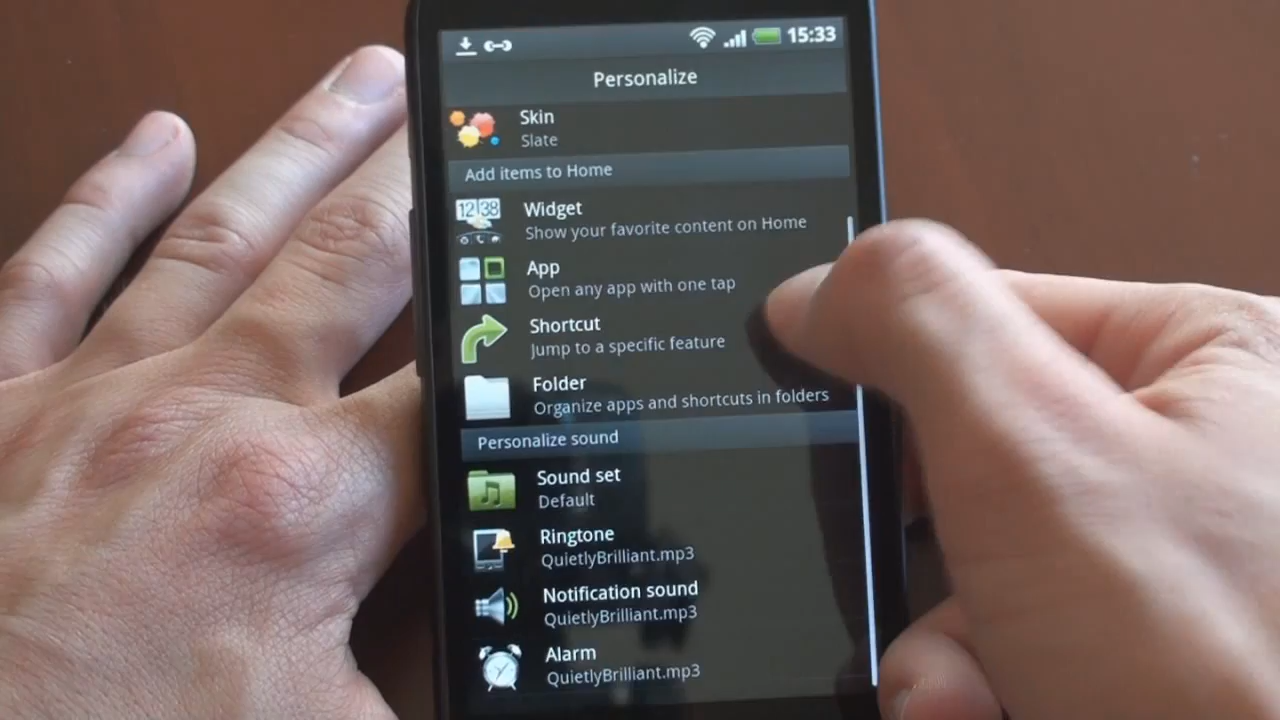 15:33
Personalize
Skin
Slate
Add items to Home
12 38
Widget
Show your favorite content on Home
App
Open any app with one tap
Shortcut
Jump to a specific feature
Folder
Organize apps and shortcuts in folders
Personalize sound
Sound set
Default
Ringtone
QuietlyBrilliant.mp3
Notification sound
QuietlyBrilliant.mp3
Alarm
QuietlyBrilliant.mp3